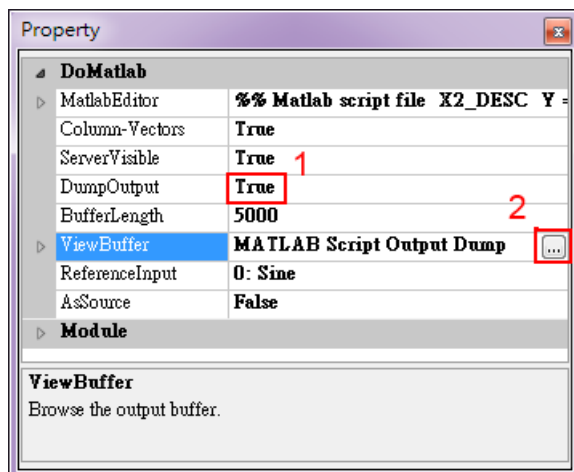 Property
DoMatlab
MatlabEditor %% Matlab script file X2_DESC Y =
Column-Vectors True
ServerVisible True 1
DumpOutput True
BufferLength 5000 2
ViewBuffer MATLAB Script Output Dump ...
ReferenceInput 0: Sine
AsSource False
Module
ViewBuffer
Browse the output buffer.